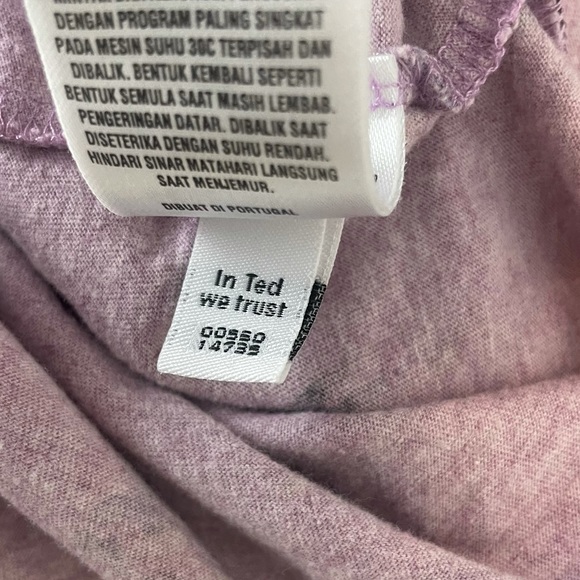 DENGAN PROGRAM PALING SINGKAT
PADA MESIN SUHU 30C TERPISAH DAN
DIBALIK. BENTUK KEMBALI SEPERTI
BENTUK SEMULA SAAT MASIH LEMBAB.
PENGERINGAN DATAR. DIBALIK SAAT
DISETERIKA DENGAN SUHU RENDAH.
HINDARI SINAR MATAHARI LANGSUNG
SAAT MENJEMUR.
DIBUAT DI PORTUGAL
In Ted
we trust
00550
14735